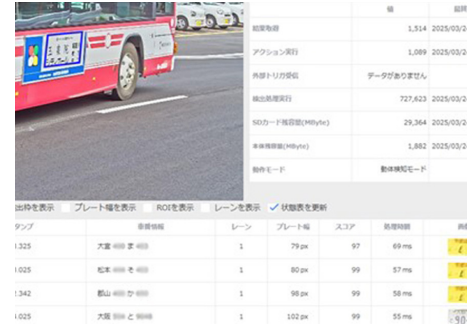 値
結果取得 1,514 2025/03/2
アクション実行 1,089 2025/03/2
外部トリガ受信 データがありません
検出処理実行 727,623 2025/03/2
SDカード残容量(MByte) 29,364 2025/03/2
本体残容量(MByte) 1,882 2025/03/2
動作モード 動体検知モード
出枠を表示 プレート幅を表示 ROIを表示 レーンを表示 状態表を更新
タンプ 車両情報 レーン プレート幅 スコア 処理時間
.325 大宮 ま 1 79 px 97 69 ms
.025 松本 そ 1 80 px 99 57 ms
.342 郡山 か 1 98 px 99 58 ms
.025 大阪 と 1 102 px 99 55 ms